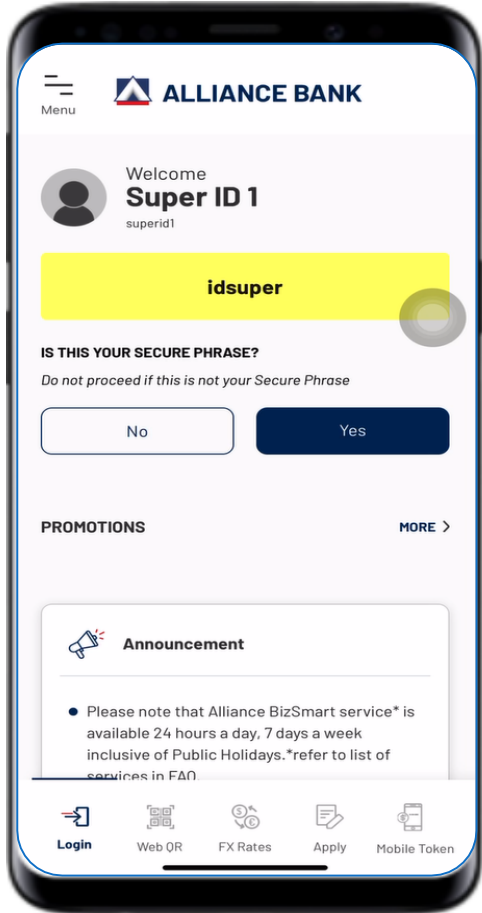 Menu
ALLIANCE BANK
Welcome
Super ID 1
superid1
idsuper
IS THIS YOUR SECURE PHRASE?
Do not proceed if this is not your Secure Phrase
No
Yes
PROMOTIONS
MORE
Announcement
Please note that Alliance BizSmart service* is
available 24 hours a day, 7 days a week
inclusive of Public Holidays.*refer to list of
services in FAQ
Login
Web QR
FX Rates
Apply
Mobile Token